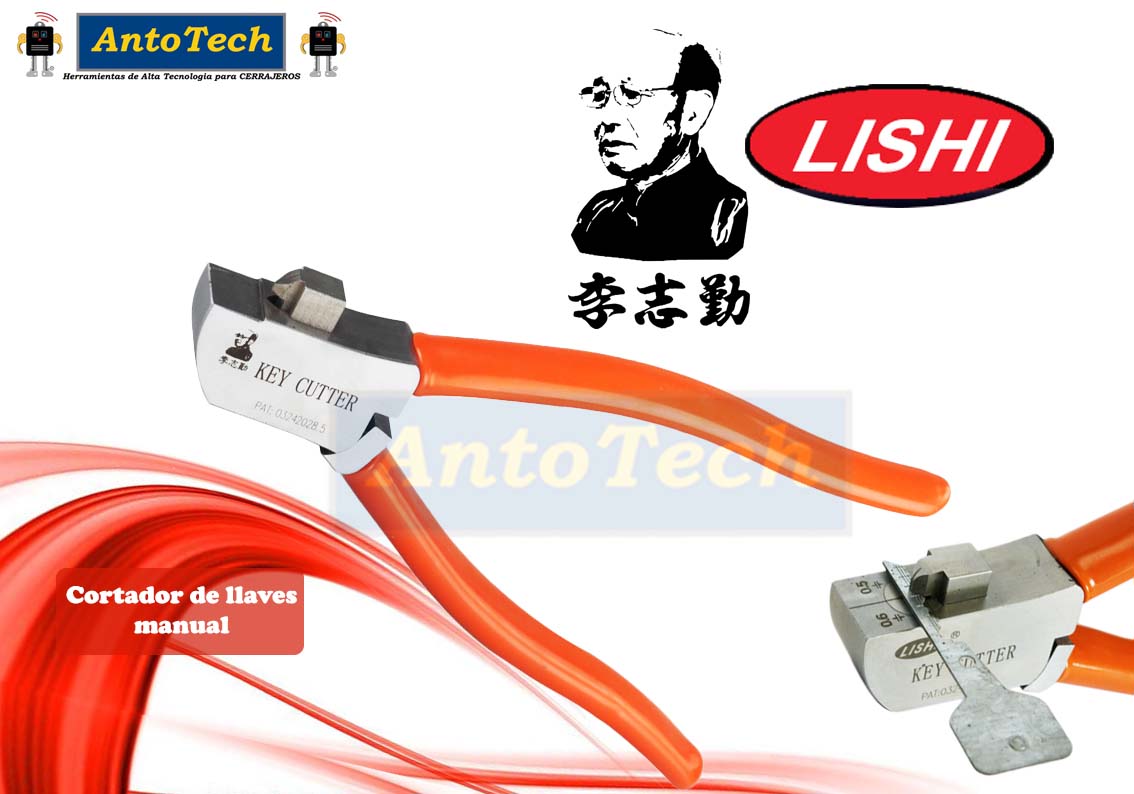 AntoTech
Herramientas de Alta Tecnologia para CERRAJEROS
LISHI
李志勤
李志勤
KEY CUTTER
PAT: 03242028.5
AntoTech
Cortador de llaves
manual
0.5
0.6
LISHI ®
KEY CUTTER